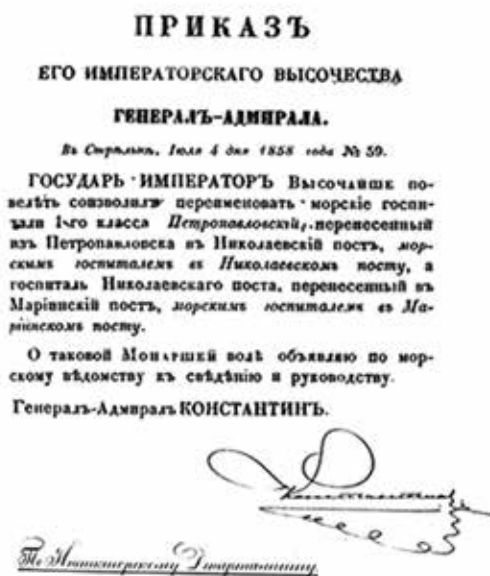 ПРИКАЗЪ
ЕГО ИМПЕРАТОРСКАГО ВЫСОЧЕСТВА
ГЕНЕРАЛЪ-АДМИРАЛА.
Въ Стрѣльнѣ, Іюля 4 дня 1858 года № 59.
ГОСУДАРЬ ИМПЕРАТОРЪ Высочайше по-
велѣть соизволилъ переименовать морскіе госпи-
тали 1-го класса Петропавловскій, перенесенный
изъ Петропавловска въ Николаевскій постъ, мор-
скимъ госпиталемъ въ Николаевскомъ посту, а
госпиталь Николаевскаго поста, перенесенный въ
Маріинскій постъ, морскимъ госпиталемъ въ Ма-
ріинскомъ посту.
О таковой Монаршей волѣ объявляю по мор-
скому вѣдомству къ свѣдѣнію и руководству.
Генералъ-Адмиралъ КОНСТАНТИНЪ.
По Инспекторскому Департаменту